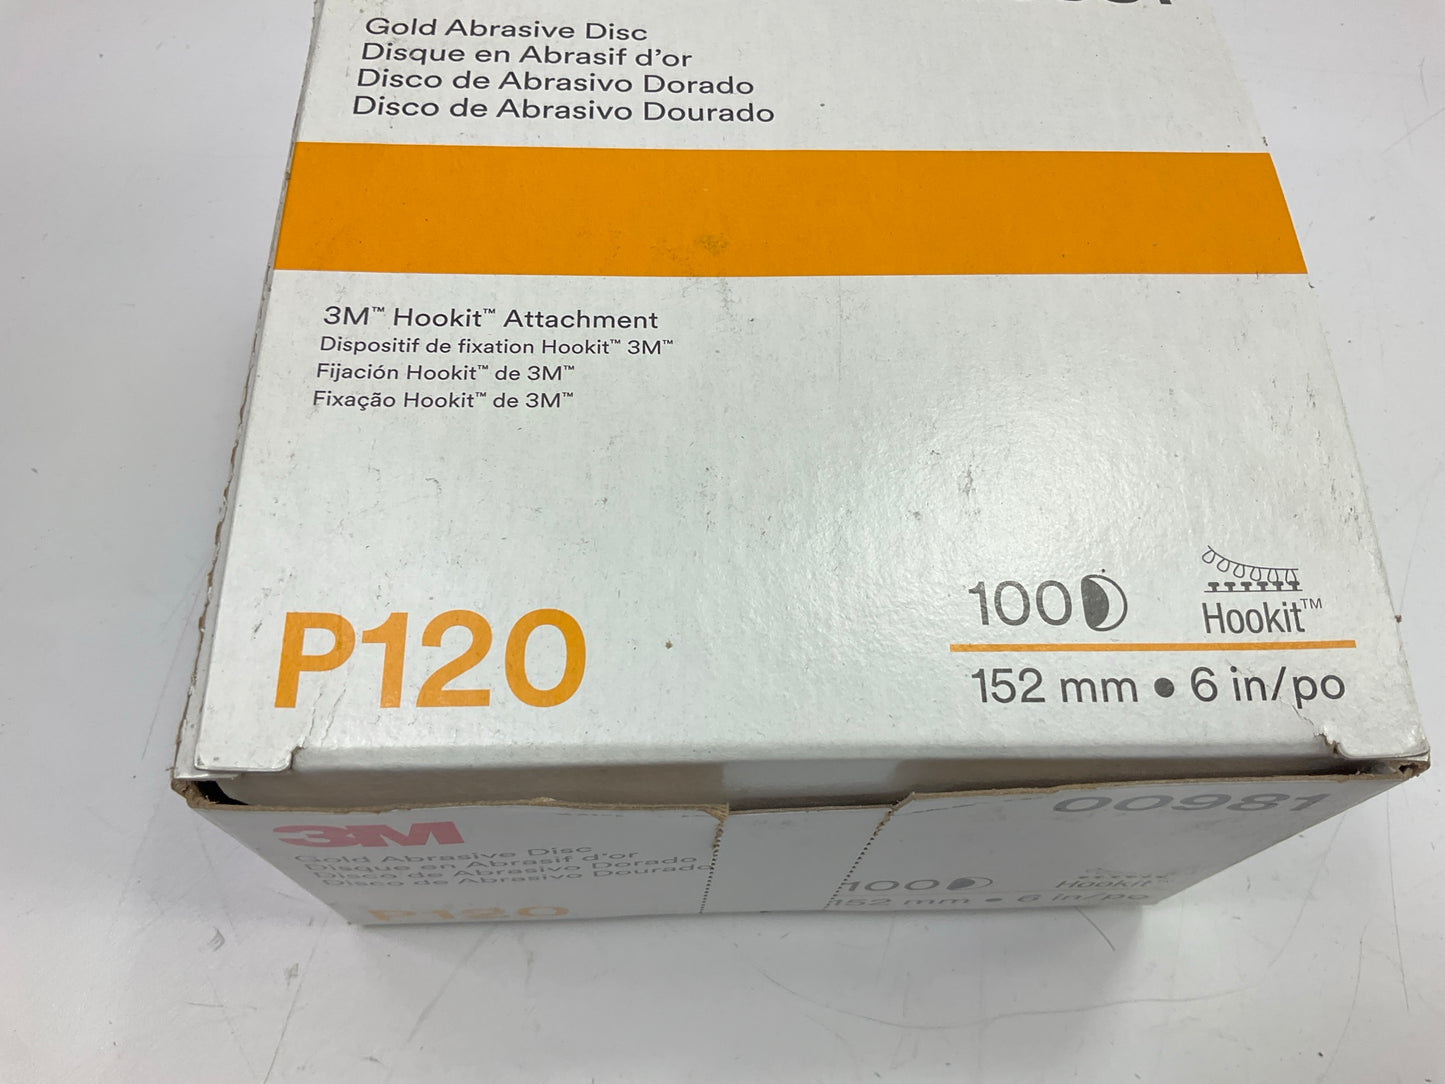 Gold Abrasive Disc
Disque en Abrasif d'or
Disco de Abrasivo Dorado
Disco de Abrasivo Dourado
3M™ Hookit™ Attachment
Dispositif de fixation Hookit™ 3M™
Fijación Hookit™ de 3M™
Fixação Hookit™ de 3M™
P120
100
Hookit™
152 mm • 6 in/po
3M
00981
Gold Abrasive Disc
Disque en Abrasif d'or
Disco de Abrasivo Dorado
Disco de Abrasivo Dourado
P120
100
Hookit™
152 mm • 6 in/po